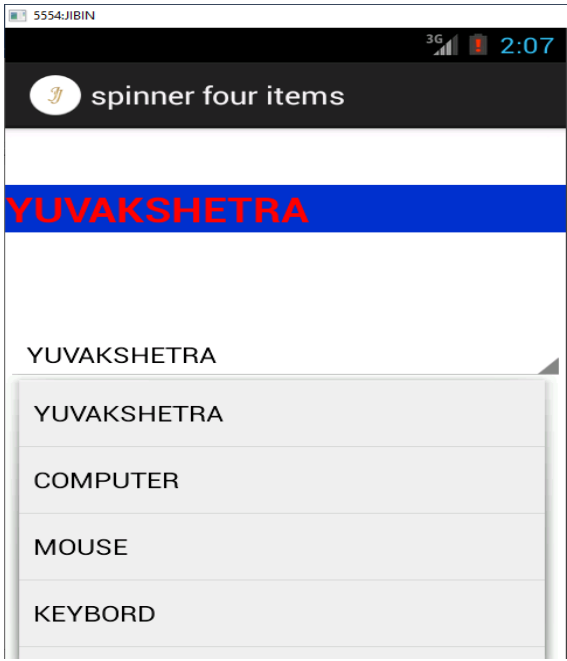 5554:JIBIN
3G 2:07
spinner four items
YUVAKSHETRA
YUVAKSHETRA
YUVAKSHETRA
COMPUTER
MOUSE
KEYBORD